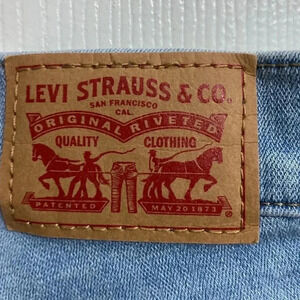 LEVI STRAUSS & CO.
SAN FRANCISCO
CAL.
ORIGINAL RIVETED
QUALITY CLOTHING
PATENTED MAY 20 1873
®